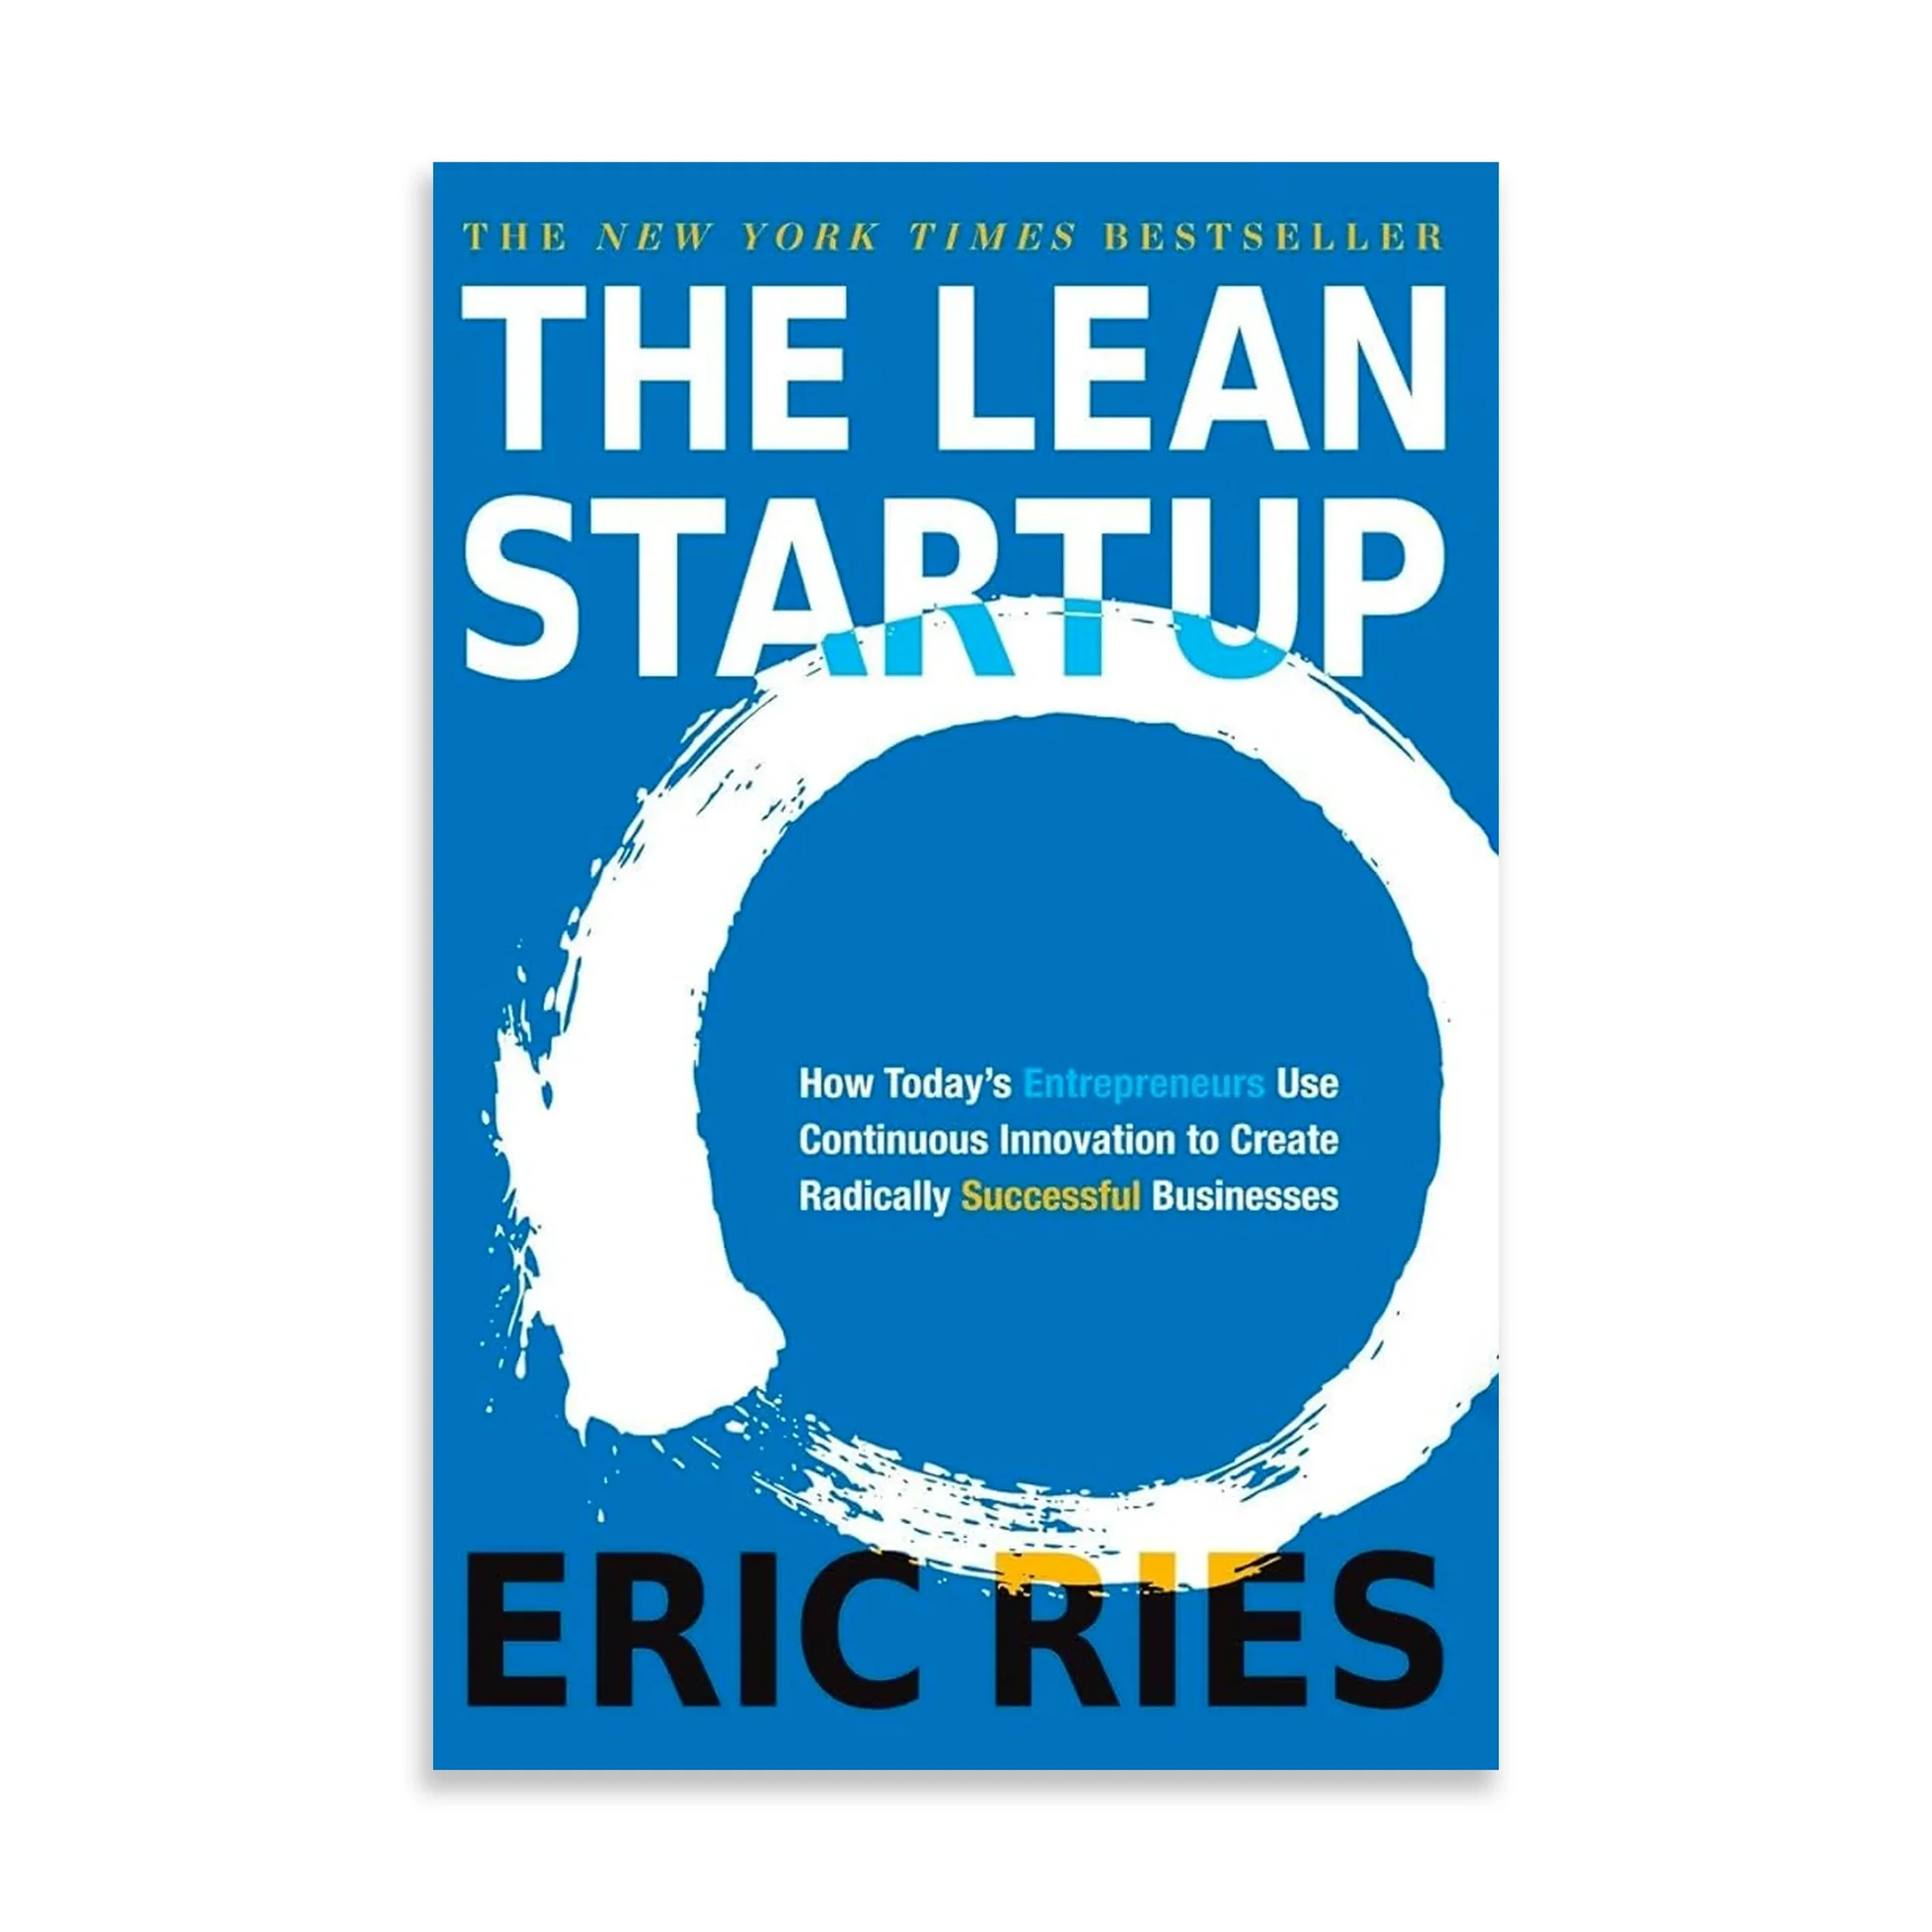 THE NEW YORK TIMES BESTSELLER
THE LEAN
STARTUP
How Today’s Entrepreneurs Use
Continuous Innovation to Create
Radically Successful Businesses
ERIC RIES